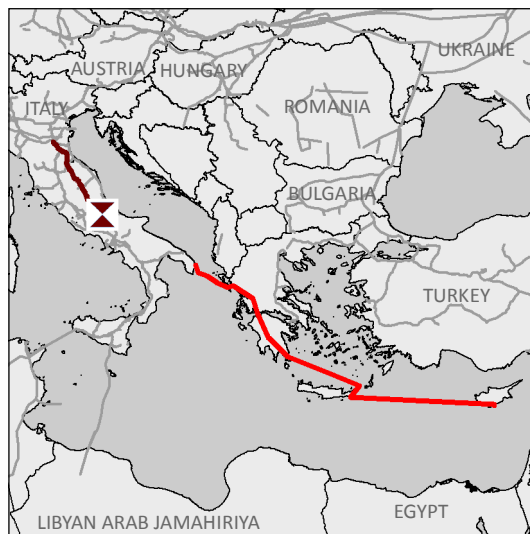 UKRAINE
AUSTRIA
HUNGARY
ITALY
ROMANIA
BULGARIA
TURKEY
LIBYAN ARAB JAMAHIRIYA
EGYPT